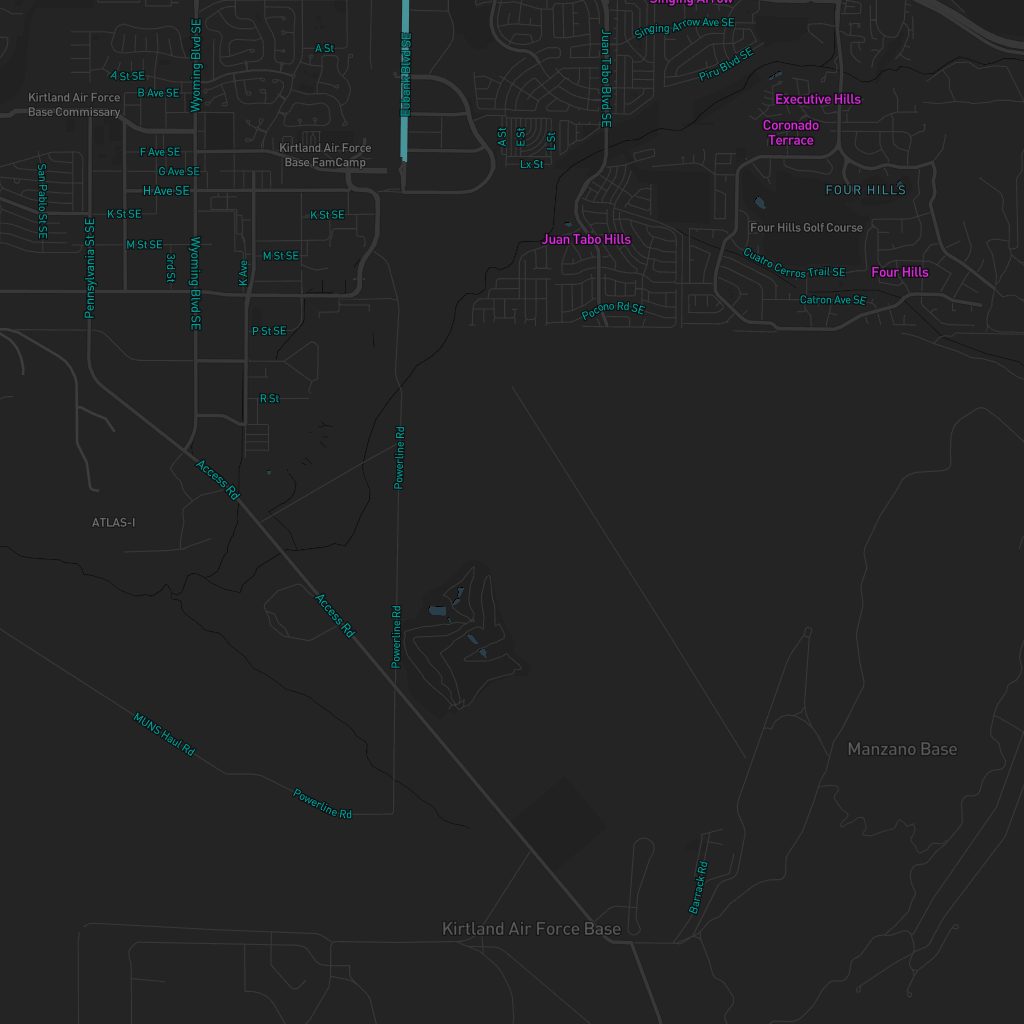 Singing Arrow
Singing Arrow Ave SE
Piru Blvd SE
Juan Tabo Blvd SE
Eubank Blvd SE
Wyoming Blvd SE
A St
4 St SE
B Ave SE
Kirtland Air Force
Base Commissary
Executive Hills
Coronado
Terrace
A St
E St
L St
Lx St
F Ave SE
Kirtland Air Force
Base FamCamp
G Ave SE
H Ave SE
San Pablo St SE
FOUR HILLS
K St SE
K St SE
Four Hills Golf Course
Pennsylvania St SE
M St SE
M St SE
3rd St
K Ave
Wyoming Blvd SE
Juan Tabo Hills
Cuatro Cerros Trail SE
Four Hills
Catron Ave SE
Pocono Rd SE
P St SE
R St
Powerline Rd
Access Rd
ATLAS-I
Access Rd
Powerline Rd
MUNS Haul Rd
Manzano Base
Powerline Rd
Barrack Rd
Kirtland Air Force Base